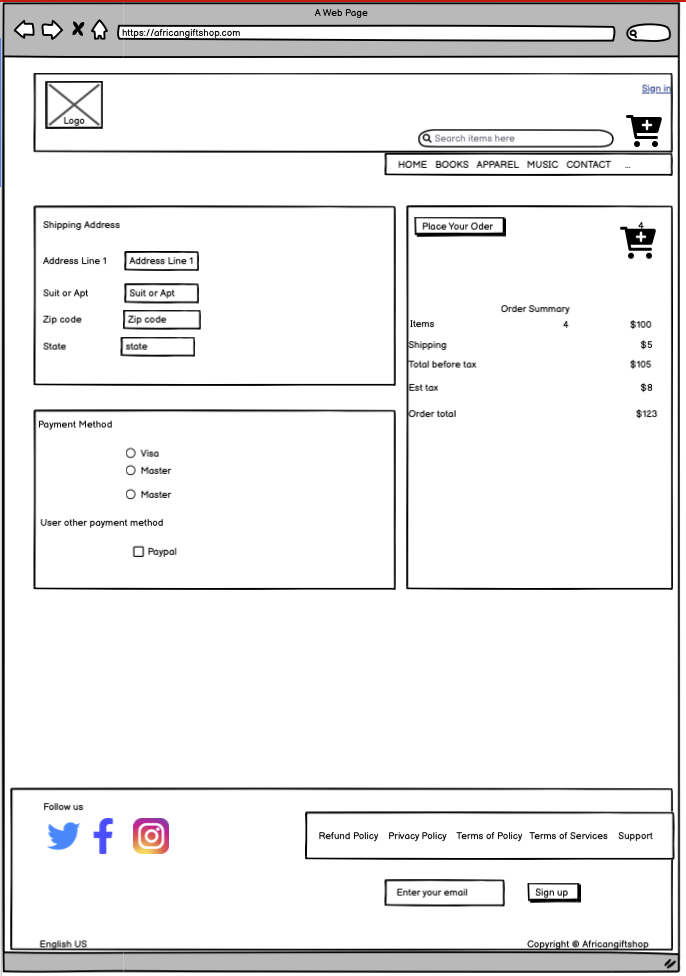 A Web Page
https://africangiftshop.com
Sign in
Logo
Search items here
HOME BOOKS APPAREL MUSIC CONTACT ...
Shipping Address
Address Line 1 Address Line 1
Suit or Apt Suit or Apt
Zip code Zip code
State state
Place Your Oder
4
Order Summary
Items 4 $100
Shipping $5
Total before tax $105
Est tax $8
Order total $123
Payment Method
Visa
Master
Master
User other payment method
Paypal
Follow us
Refund Policy Privacy Policy Terms of Policy Terms of Services Support
Enter your email Sign up
English US Copyright © Africangiftshop